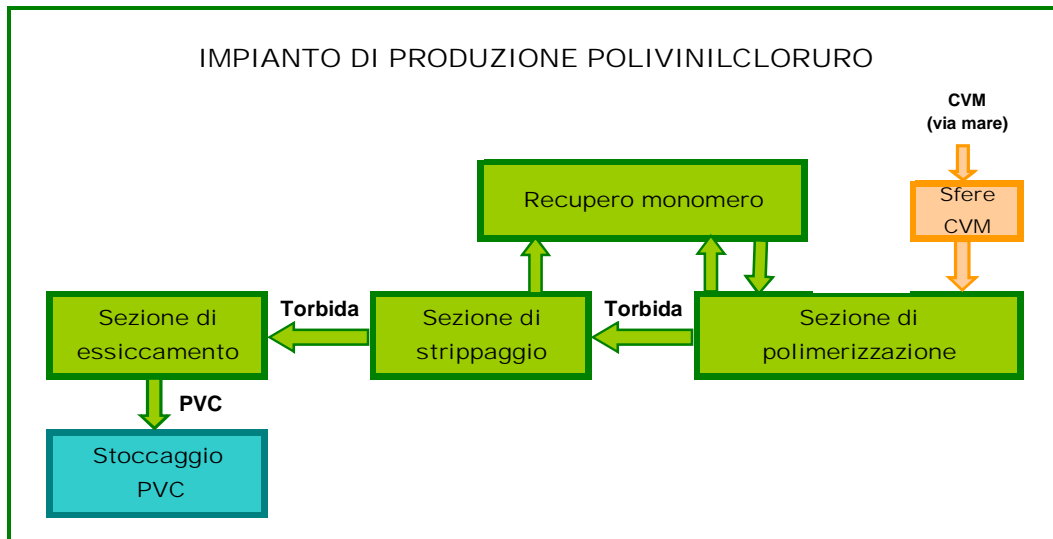 IMPIANTO DI PRODUZIONE POLIVINILCLORURO
CVM
(via mare)
Sfere
CVM
Recupero monomero
Torbida
Torbida
Sezione di
essiccamento
Sezione di
strippaggio
Sezione di
polimerizzazione
PVC
Stoccaggio
PVC